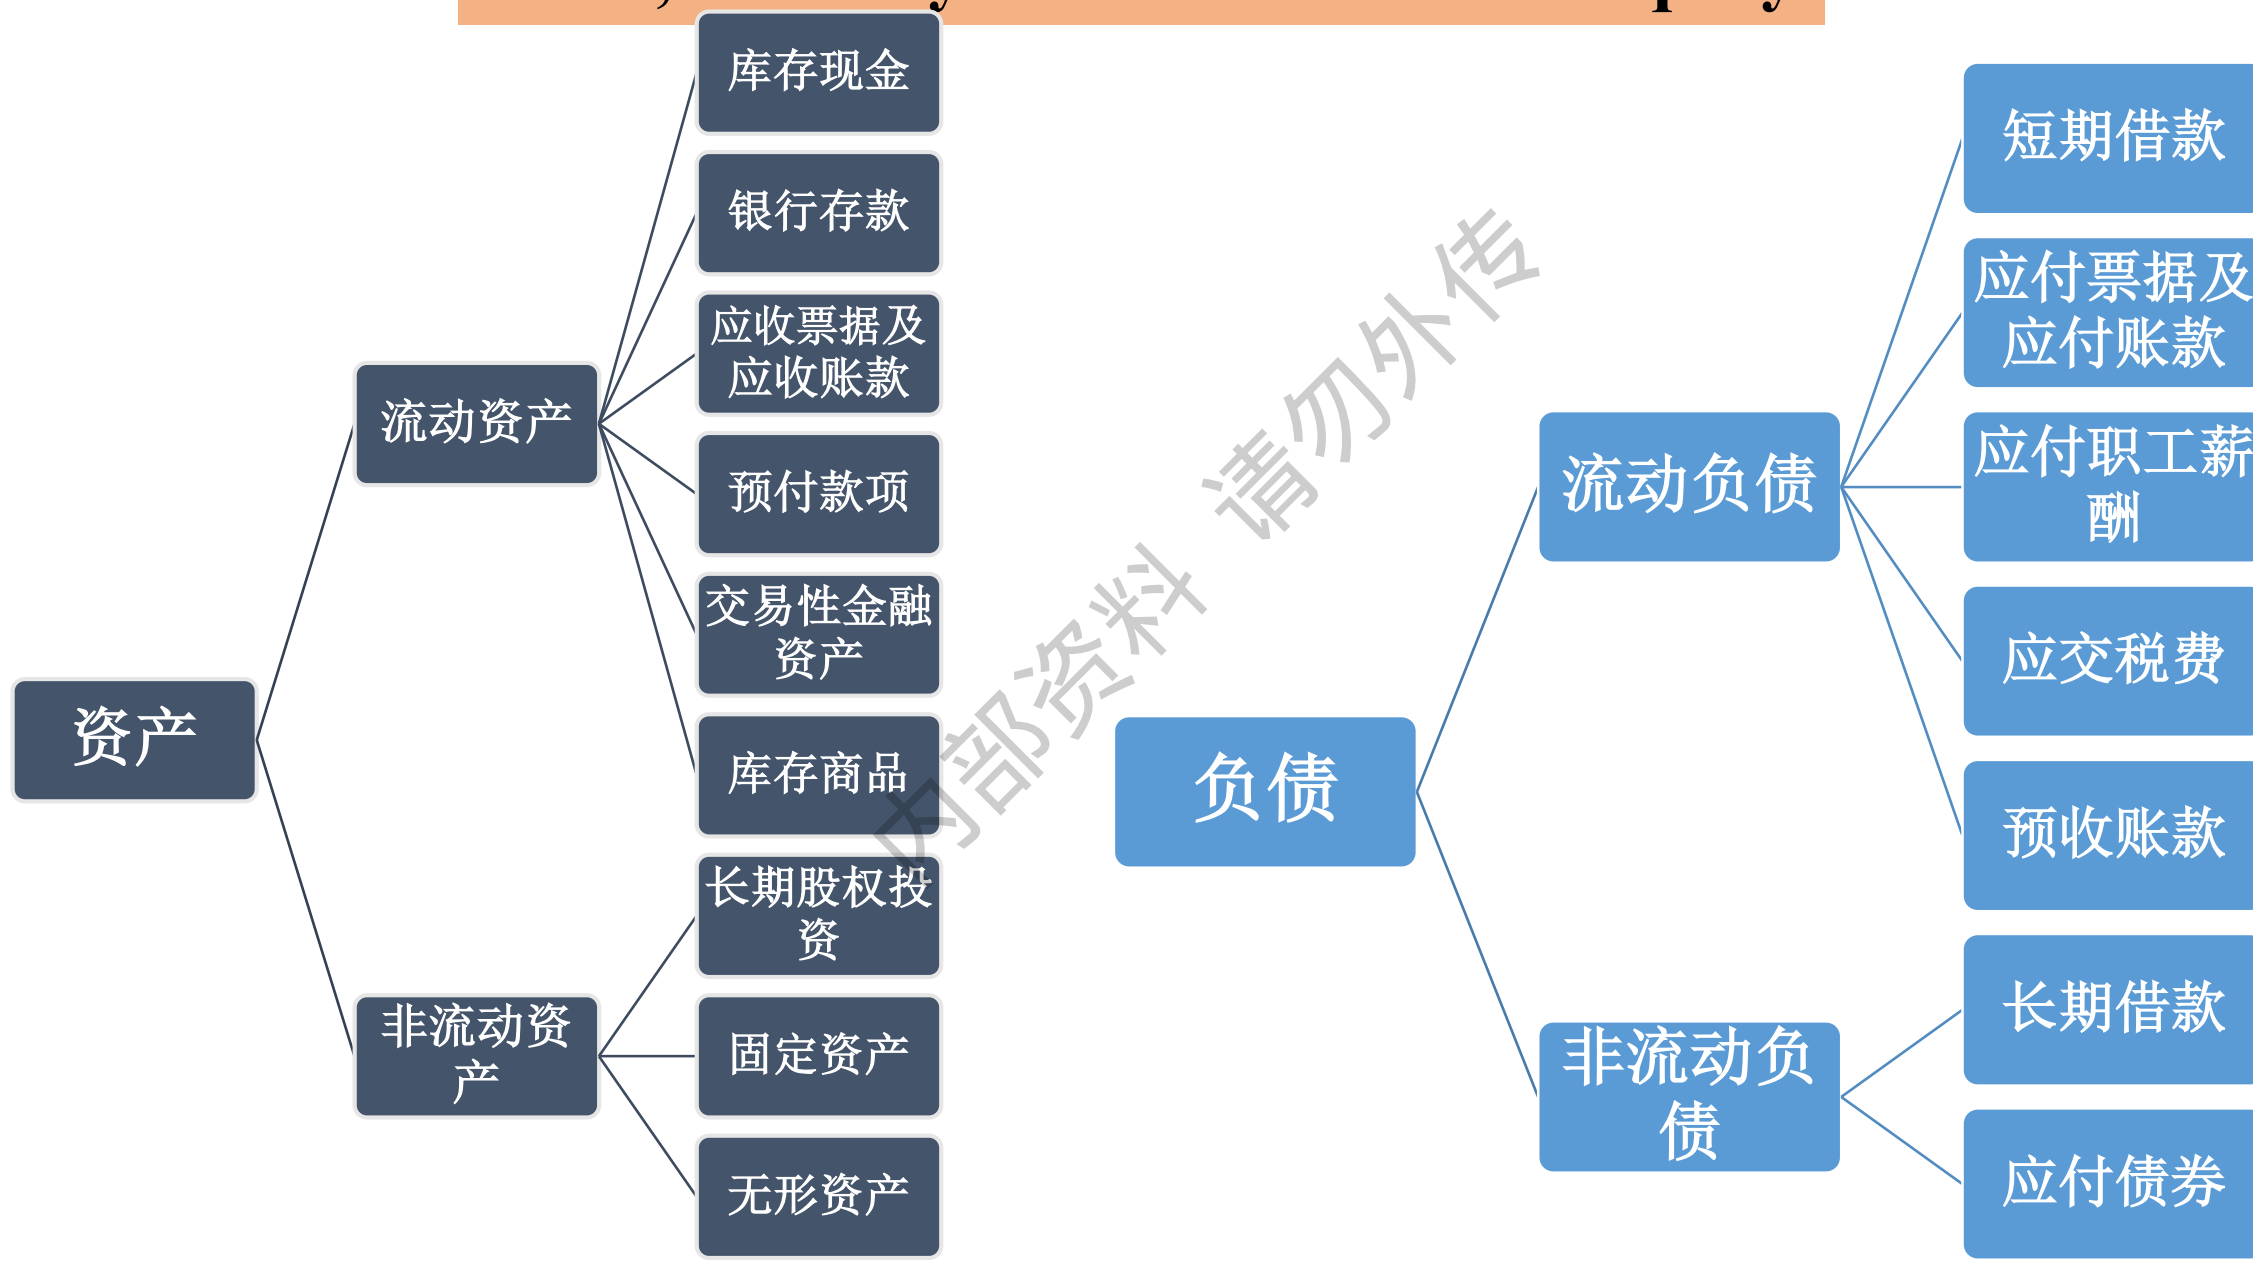 资产
流动资产
库存现金
银行存款
应收票据及
应收账款
预付款项
交易性金融
资产
库存商品
非流动资
产
长期股权投
资
固定资产
无形资产
负债
流动负债
短期借款
应付票据及
应付账款
应付职工薪
酬
应交税费
预收账款
非流动负
债
长期借款
应付债券
内部资料 请勿外传